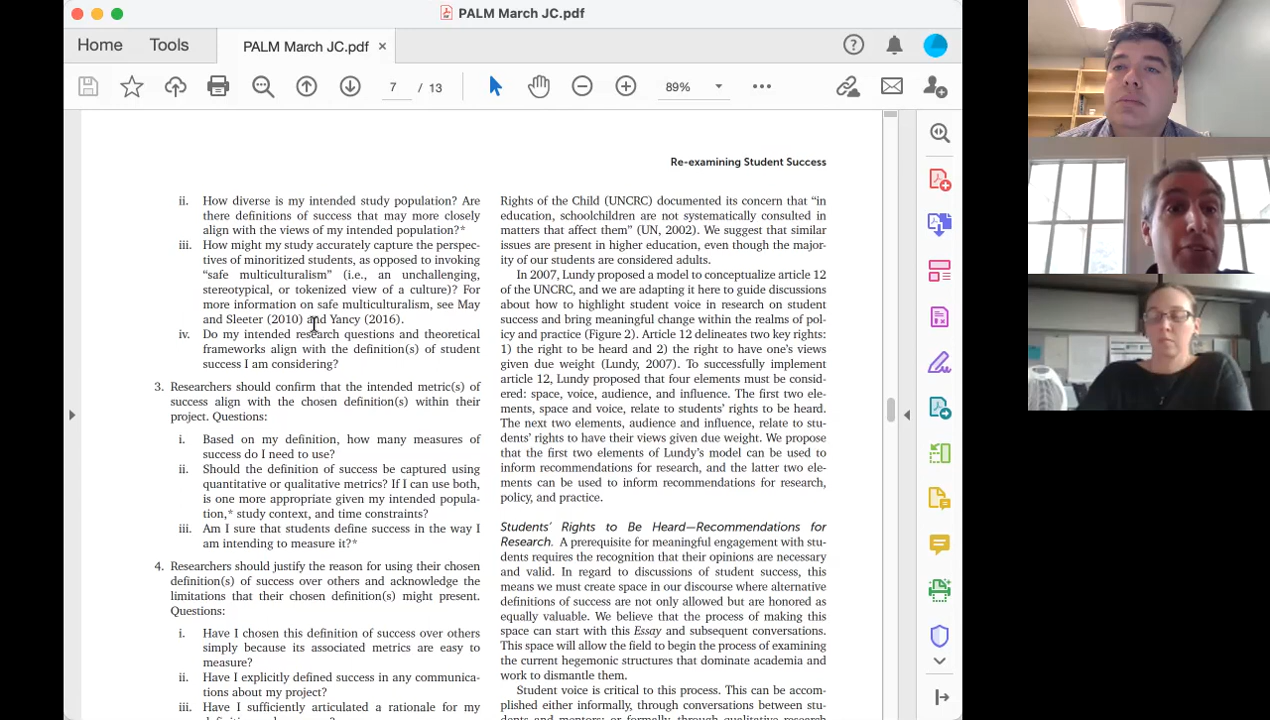 PALM March JC.pdf
Home
Tools
PALM March JC.pdf ×
7 / 13
89%
Re-examining Student Success
ii. How diverse is my intended study population? Are
there definitions of success that may more closely
align with the views of my intended population?*
iii. How might my study accurately capture the perspec-
tives of minoritized students, as opposed to invoking
“safe multiculturalism” (i.e., an unchallenging,
stereotypical, or tokenized view of a culture)? For
more information on safe multiculturalism, see May
and Sleeter (2010) and Yancy (2016).
iv. Do my intended research questions and theoretical
frameworks align with the definition(s) of student
success I am considering?
3. Researchers should confirm that the intended metric(s) of
success align with the chosen definition(s) within their
project. Questions:
i. Based on my definition, how many measures of
success do I need to use?
ii. Should the definition of success be captured using
quantitative or qualitative metrics? If I can use both,
is one more appropriate given my intended popula-
tion,* study context, and time constraints?
iii. Am I sure that students define success in the way I
am intending to measure it?*
4. Researchers should justify the reason for using their chosen
definition(s) of success over others and acknowledge the
limitations that their chosen definition(s) might present.
Questions:
i. Have I chosen this definition of success over others
simply because its associated metrics are easy to
measure?
ii. Have I explicitly defined success in any communica-
tions about my project?
iii. Have I sufficiently articulated a rationale for my
Rights of the Child (UNCRC) documented its concern that “in
education, schoolchildren are not systematically consulted in
matters that affect them” (UN, 2002). We suggest that similar
issues are present in higher education, even though the major-
ity of our students are considered adults.
In 2007, Lundy proposed a model to conceptualize article 12
of the UNCRC, and we are adapting it here to guide discussions
about how to highlight student voice in research on student
success and bring meaningful change within the realms of pol-
icy and practice (Figure 2). Article 12 delineates two key rights:
1) the right to be heard and 2) the right to have one’s views
given due weight (Lundy, 2007). To successfully implement
article 12, Lundy proposed that four elements must be consid-
ered: space, voice, audience, and influence. The first two ele-
ments, space and voice, relate to students’ rights to be heard.
The next two elements, audience and influence, relate to stu-
dents’ rights to have their views given due weight. We propose
that the first two elements of Lundy’s model can be used to
inform recommendations for research, and the latter two ele-
ments can be used to inform recommendations for research,
policy, and practice.
Students’ Rights to Be Heard—Recommendations for
Research. A prerequisite for meaningful engagement with stu-
dents requires the recognition that their opinions are necessary
and valid. In regard to discussions of student success, this
means we must create space in our discourse where alternative
definitions of success are not only allowed but are honored as
equally valuable. We believe that the process of making this
space can start with this Essay and subsequent conversations.
This space will allow the field to begin the process of examining
the current hegemonic structures that dominate academia and
work to dismantle them.
Student voice is critical to this process. This can be accom-
plished either informally, through conversations between stu-
dents and mentors; or formally, through qualitative research